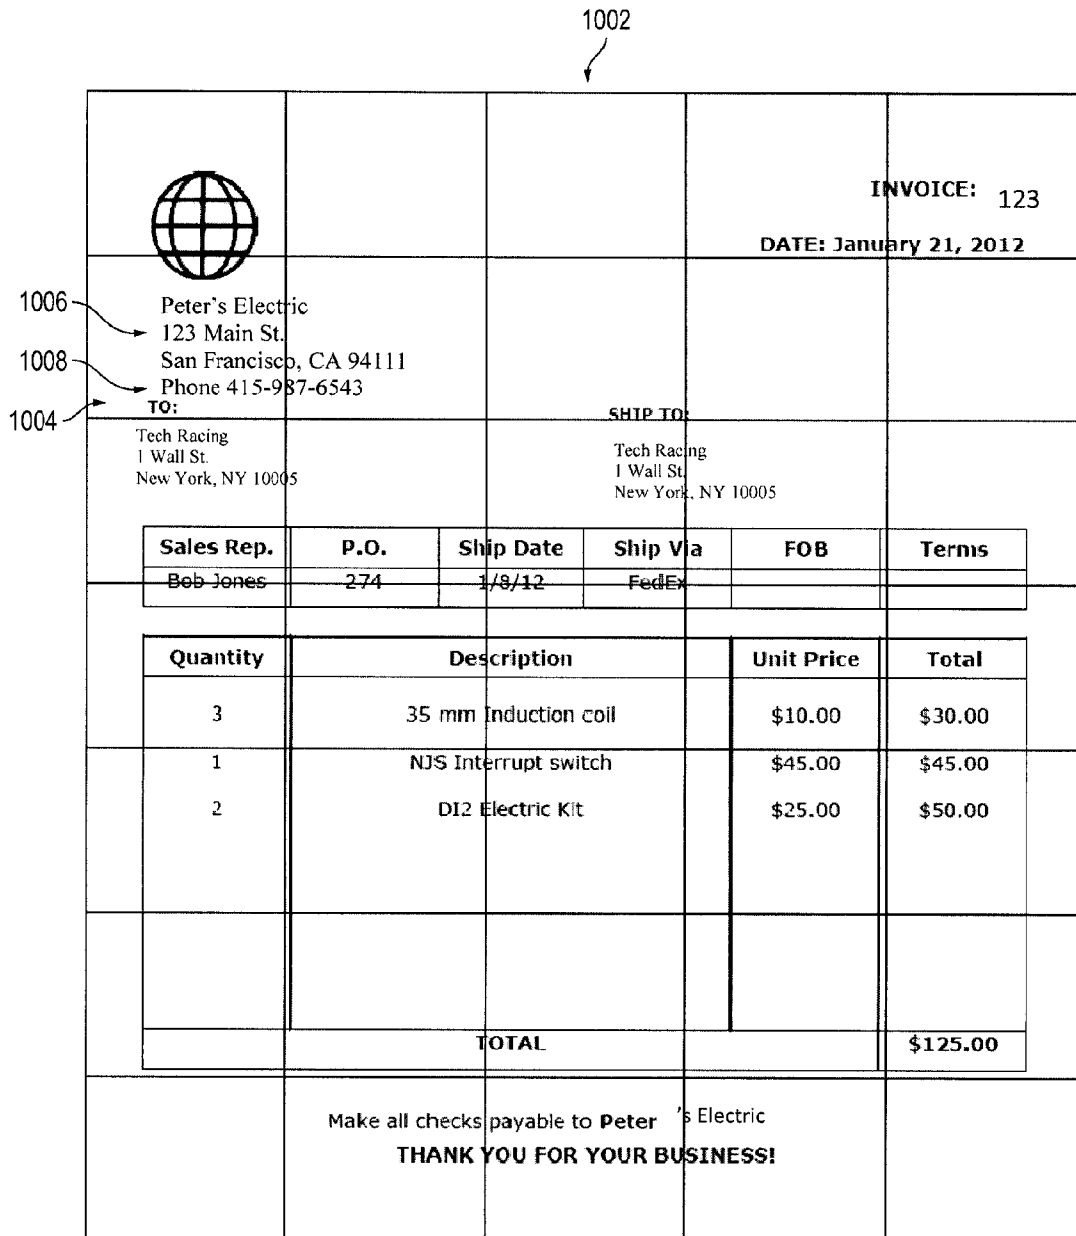 1002
INVOICE: 123
DATE: January 21, 2012
1006
Peter's Electric
123 Main St.
San Francisco, CA 94111
1008
Phone 415-987-6543
1004
TO:
SHIP TO:
Tech Racing
1 Wall St.
New York, NY 10005
Tech Racing
1 Wall St.
New York, NY 10005
Sales Rep. P.O. Ship Date Ship Via FOB Terms
Bob Jones 274 1/8/12 FedEx
Quantity Description Unit Price Total
3 35 mm Induction coil $10.00 $30.00
1 NJS Interrupt switch $45.00 $45.00
2 DI2 Electric Kit $25.00 $50.00
TOTAL $125.00
Make all checks payable to Peter 's Electric
THANK YOU FOR YOUR BUSINESS!